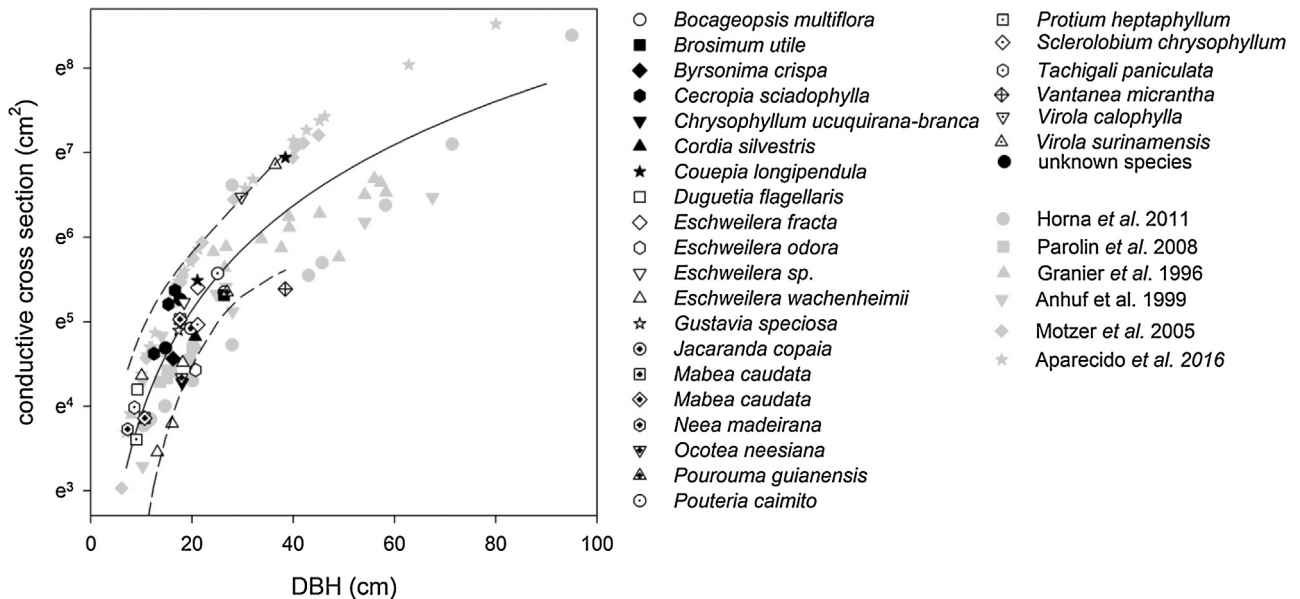 conductive cross section (cm²)
e⁸
e⁷
e⁶
e⁵
e⁴
e³
0
20
40
60
80
100
DBH (cm)
Bocageopsis multiflora
Brosimum utile
Byrsonima crispa
Cecropia sciadophylla
Chrysophyllum ucuquirana-branca
Cordia silvestris
Couepia longipendula
Duguetia flagellaris
Eschweilera fracta
Eschweilera odora
Eschweilera sp.
Eschweilera wachenheimii
Gustavia speciosa
Jacaranda copaia
Mabea caudata
Mabea caudata
Neea madeirana
Ocotea neesiana
Pourouma guianensis
Pouteria caimito
Protium heptaphyllum
Sclerolobium chrysophyllum
Tachigali paniculata
Vantanea micrantha
Virola calophylla
Virola surinamensis
unknown species
Horna et al. 2011
Parolin et al. 2008
Granier et al. 1996
Anhuf et al. 1999
Motzer et al. 2005
Aparecido et al. 2016